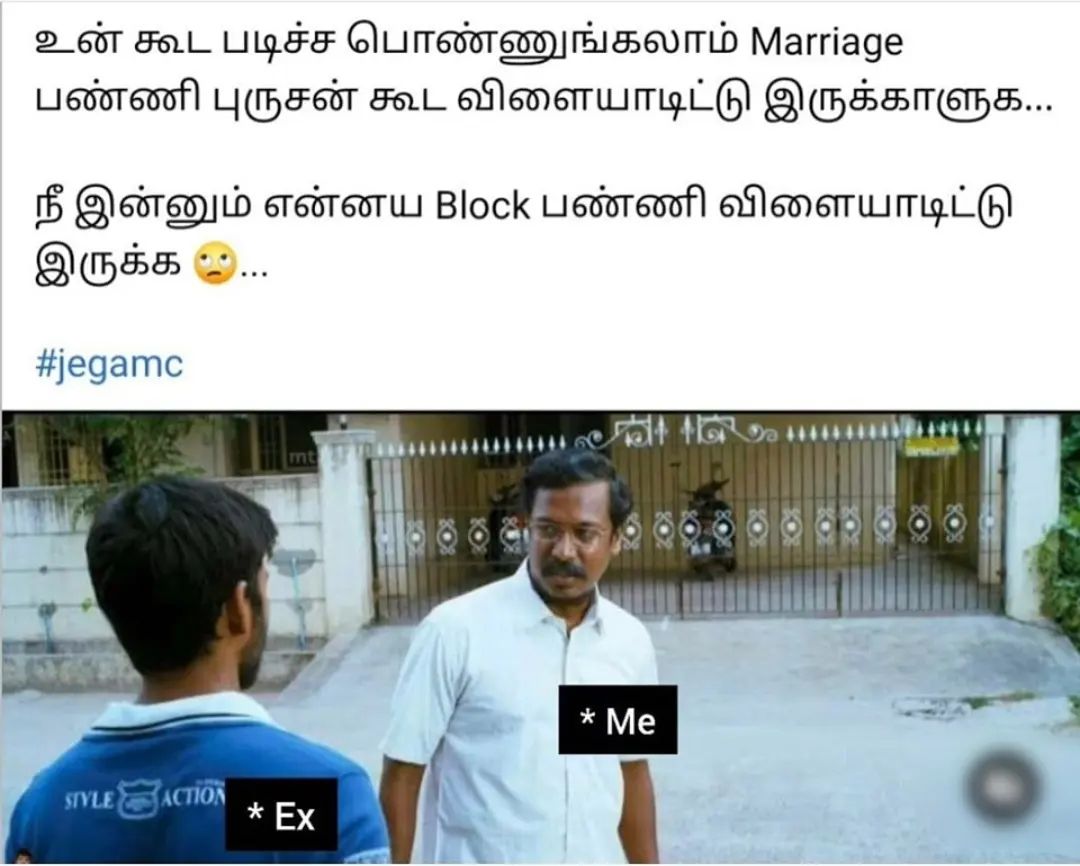 உன் கூட படிச்ச பொண்ணுங்கலாம் Marriage
பண்ணி புருசன் கூட விளையாடிட்டு இருக்காளுக...
நீ இன்னும் என்னய Block பண்ணி விளையாடிட்டு
இருக்க 🙄...
#jegamc
* Me
STYLE ACTION
* Ex